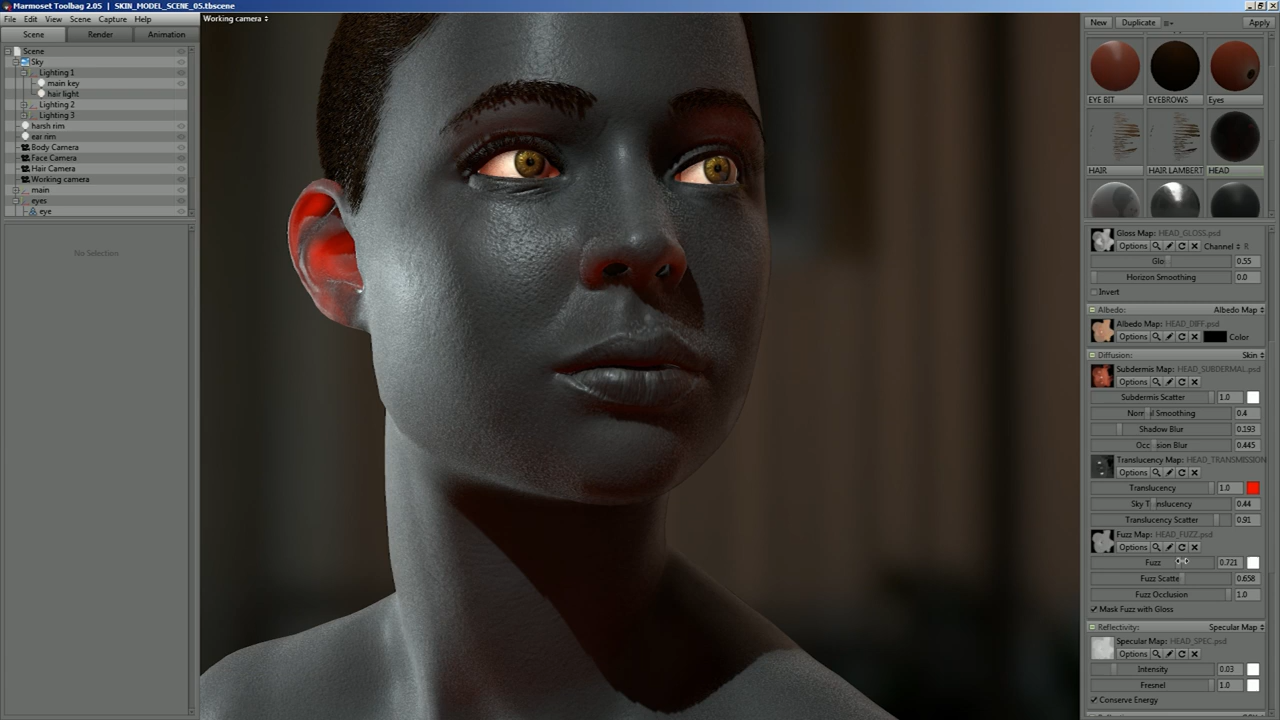 Marmoset Toolbag 2.05 | SKIN_MODEL_SCENE_05.tbscene
File Edit View Scene Capture Help
Scene Render Animation
Scene
Sky
Lighting 1
main key
hair light
Lighting 2
Lighting 3
harsh rim
ear rim
Body Camera
Face Camera
Hair Camera
Working camera
main
eyes
eye
No Selection
Working camera
New Duplicate Apply
EYE BIT EYEBROWS Eyes
HAIR HAIR LAMBERT HEAD
Gloss Map: HEAD_GLOSS.psd
Options Channel R
Glo 0.55
Horizon Smoothing 0.0
Invert
Albedo: Albedo Map
Albedo Map: HEAD_DIFF.psd
Options Color
Diffusion: Skin
Subdermis Map: HEAD_SUBDERMAL.psd
Options
Subdermis Scatter 1.0
Normal Smoothing 0.4
Shadow Blur 0.193
Occlusion Blur 0.445
Translucency Map: HEAD_TRANSMISSION
Options
Translucency 1.0
Sky Translucency 0.44
Translucency Scatter 0.91
Fuzz Map: HEAD_FUZZ.psd
Options
Fuzz 0.721
Fuzz Scatte 0.658
Fuzz Occlusion 1.0
Mask Fuzz with Gloss
Reflectivity: Specular Map
Specular Map: HEAD_SPEC.psd
Options
Intensity 0.03
Fresnel 1.0
Conserve Energy